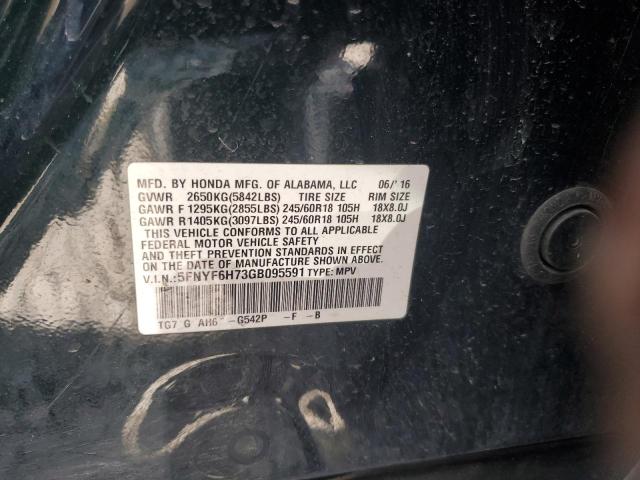 MFD. BY HONDA MFG. OF ALABAMA, LLC 06/'16
GVWR 2650KG(5842LBS) TIRE SIZE RIM SIZE
GAWR F 1295KG(2855LBS) 245/60R18 105H 18X8.0J
GAWR R 1405KG(3097LBS) 245/60R18 105H 18X8.0J
THIS VEHICLE CONFORMS TO ALL APPLICABLE
FEDERAL MOTOR VEHICLE SAFETY
AND THEFT PREVENTION STANDARDS IN EFFECT
ON THE DATE OF MANUFACTURE SHOWN ABOVE.
V.I.N.:5FNYF6H73GB095591 TYPE: MPV
TG7 G -G542P -F -B